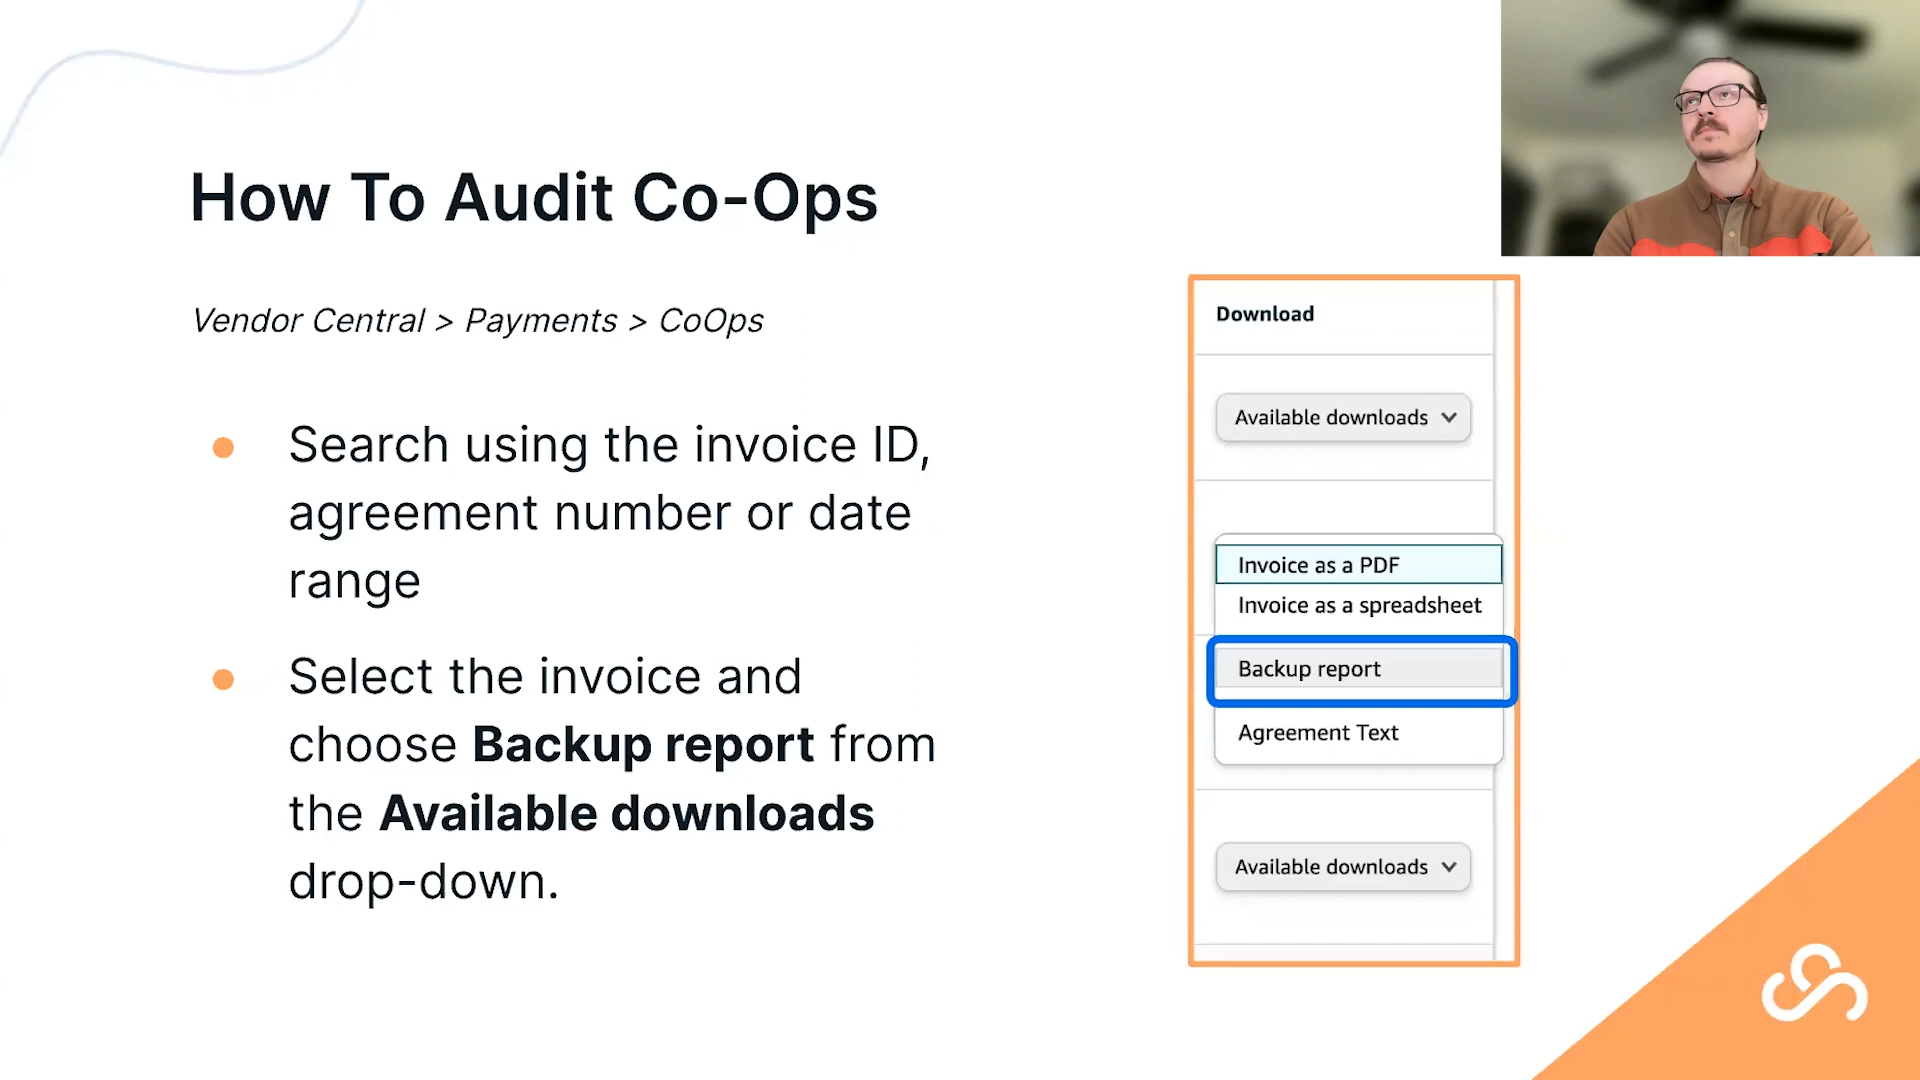 How To Audit Co-Ops
Vendor Central > Payments > CoOps
Search using the invoice ID,
agreement number or date
range
Select the invoice and
choose Backup report from
the Available downloads
drop-down.
Download
Available downloads
Invoice as a PDF
Invoice as a spreadsheet
Backup report
Agreement Text
Available downloads